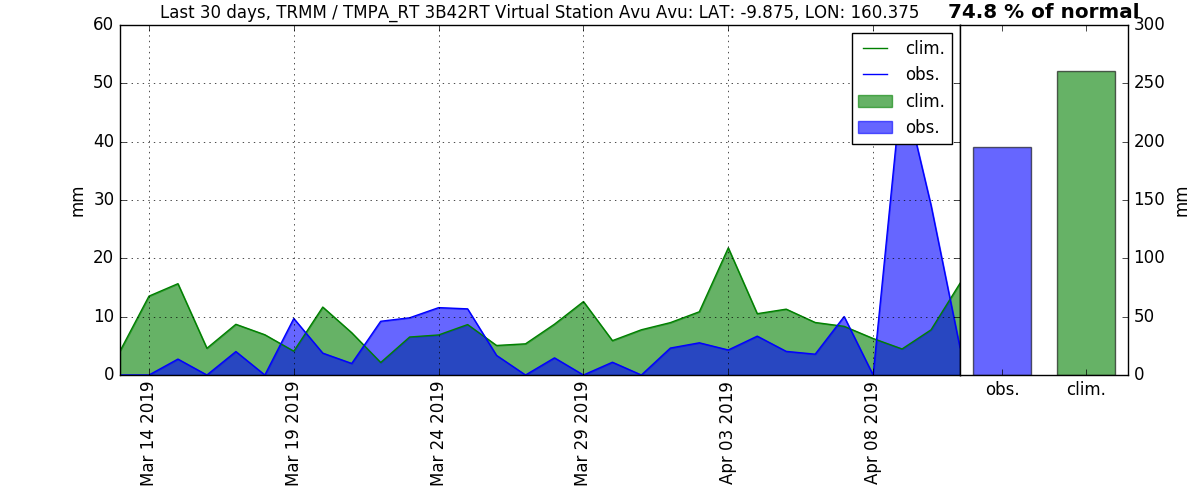 Last 30 days, TRMM / TMPA_RT 3B42RT Virtual Station Avu Avu: LAT: -9.875, LON: 160.375
74.8 % of normal
60
50
40
30
20
10
0
mm
clim.
obs.
clim.
obs.
Mar 14 2019
Mar 19 2019
Mar 24 2019
Mar 29 2019
Apr 03 2019
Apr 08 2019
300
250
200
150
100
50
0
mm
obs.
clim.